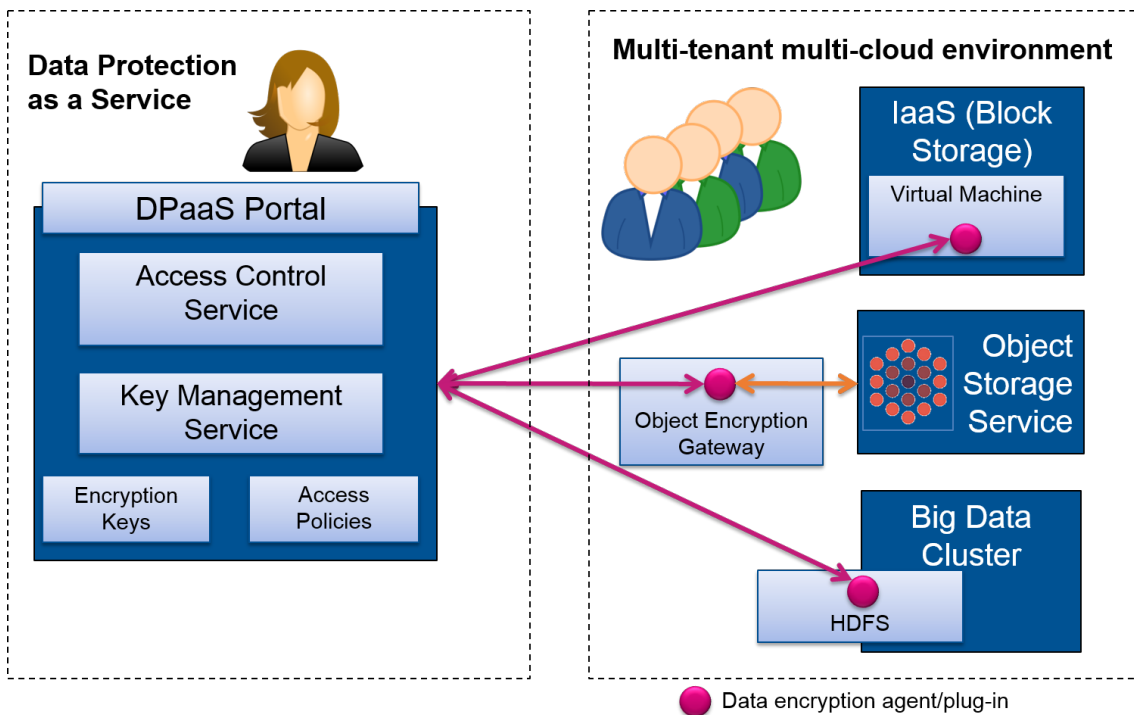 Data Protection
as a Service
DPaaS Portal
Access Control
Service
Key Management
Service
Encryption
Keys
Access
Policies
Multi-tenant multi-cloud environment
IaaS (Block
Storage)
Virtual Machine
Object Encryption
Gateway
Object
Storage
Service
Big Data
Cluster
HDFS
Data encryption agent/plug-in